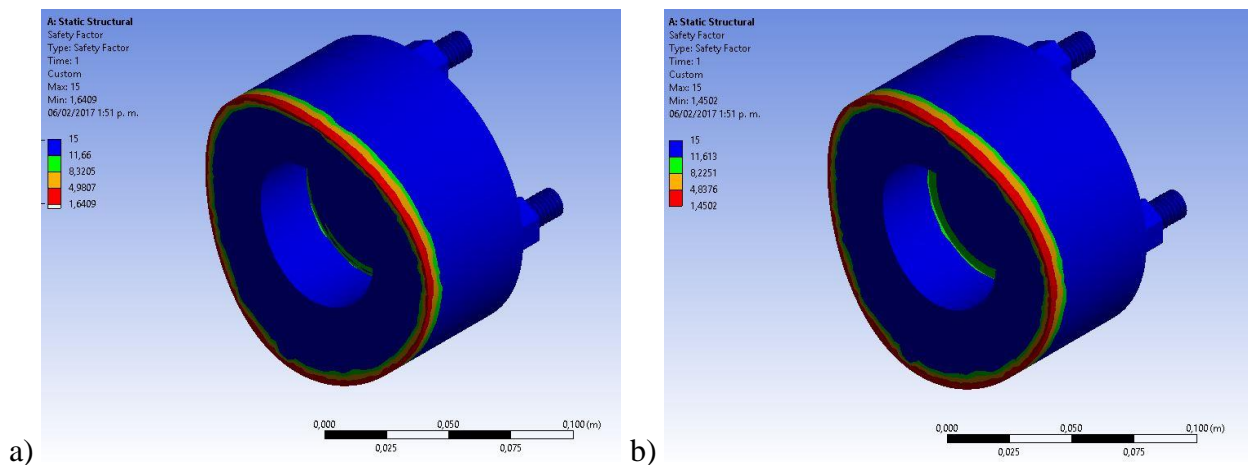 A: Static Structural
Safety Factor
Type: Safety Factor
Time: 1
Custom
Max: 15
Min: 1,6409
06/02/2017 1:51 p. m.
15
11,66
8,3205
4,9807
1,6409
0,000
0,050
0,100 (m)
0,025
0,075
a)
A: Static Structural
Safety Factor
Type: Safety Factor
Time: 1
Custom
Max: 15
Min: 1,4502
06/02/2017 1:51 p. m.
15
11,613
8,2251
4,8376
1,4502
0,000
0,050
0,100 (m)
0,025
0,075
b)